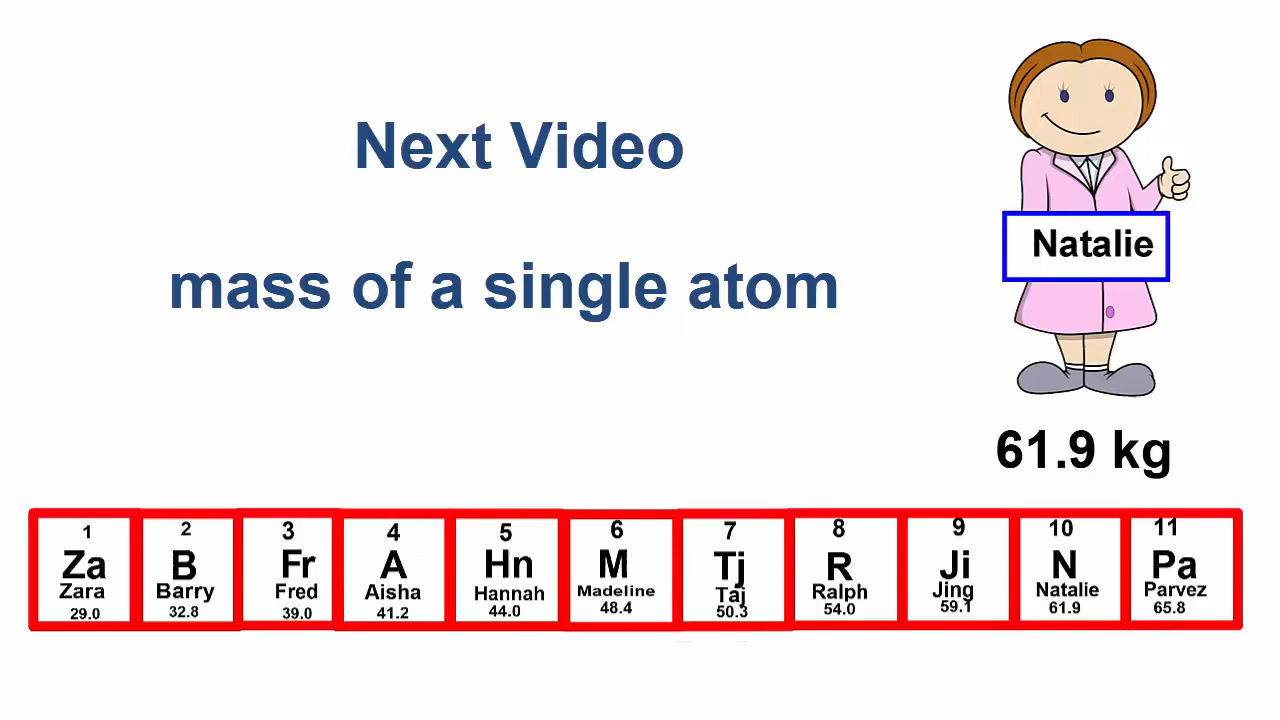 Next Video
mass of a single atom
Natalie
61.9 kg
1
Za
Zara
29.0
2
B
Barry
32.8
3
Fr
Fred
39.0
4
A
Aisha
41.2
5
Hn
Hannah
44.0
6
M
Madeline
48.4
7
Tj
Taj
50.3
8
R
Ralph
54.0
9
Ji
Jing
59.1
10
N
Natalie
61.9
11
Pa
Parvez
65.8